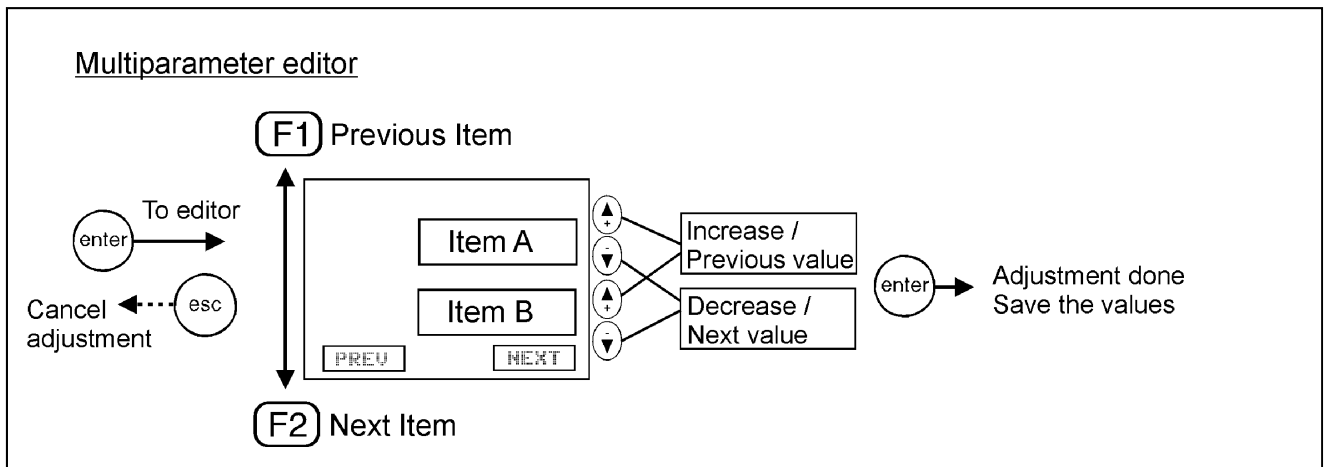 Multiparameter editor
F1 Previous Item
To editor
enter
Item A
+
-
Increase /
Previous value
enter
Adjustment done
Save the values
Cancel
adjustment
esc
Item B
+
-
Decrease /
Next value
PREV
NEXT
F2 Next Item